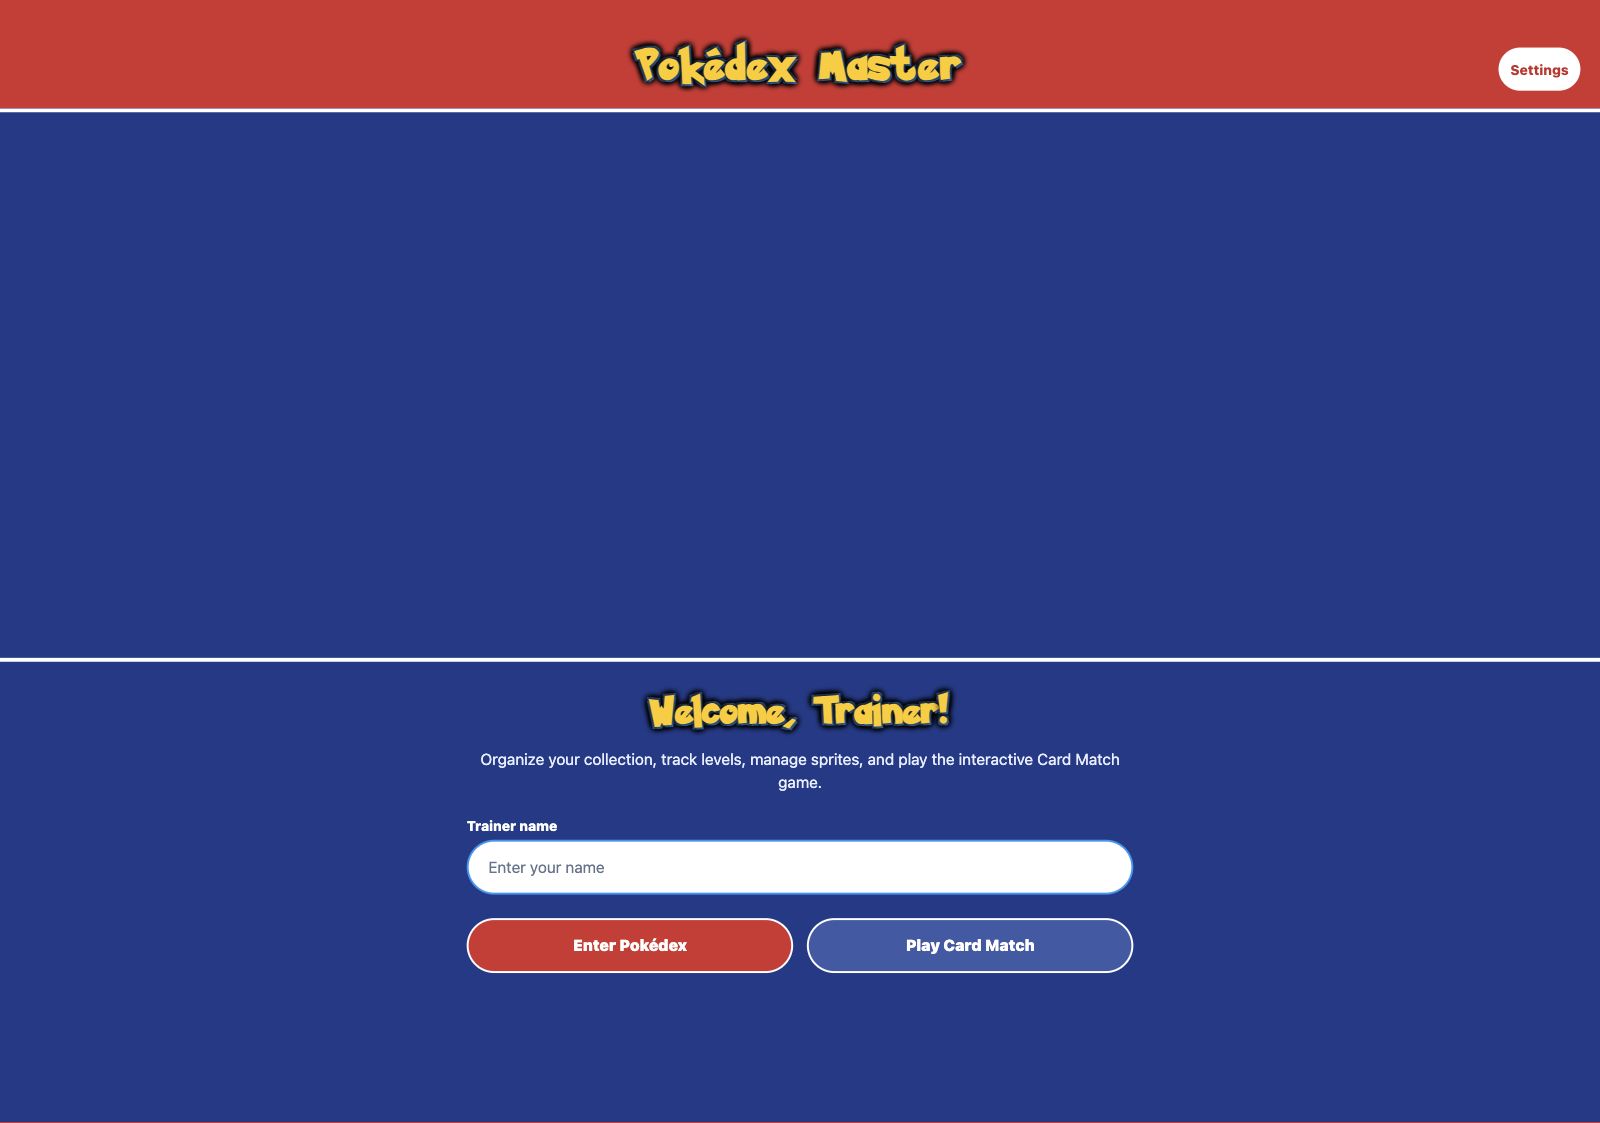 Pokédex Master
Settings
Welcome, Trainer!
Organize your collection, track levels, manage sprites, and play the interactive Card Match
game.
Trainer name
Enter your name
Enter Pokédex
Play Card Match